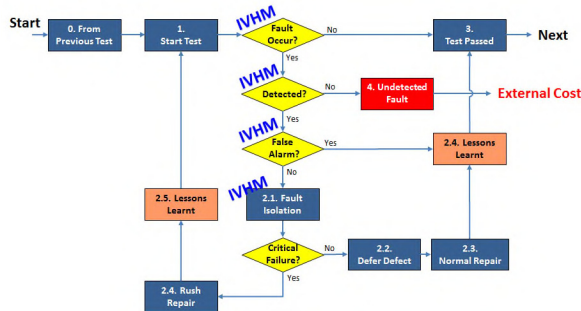 Start
0. From
Previous Test
1.
Start Test
IVHM
Fault
Occur?
No
3.
Test Passed
Next
Yes
IVHM
Detected?
No
4. Undetected
Fault
External Cost
Yes
IVHM
False
Alarm?
Yes
2.4. Lessons
Learnt
No
IVHM
2.1. Fault
Isolation
2.5. Lessons
Learnt
Critical
Failure?
No
2.2.
Defer Defect
2.3.
Normal Repair
Yes
2.4. Rush
Repair